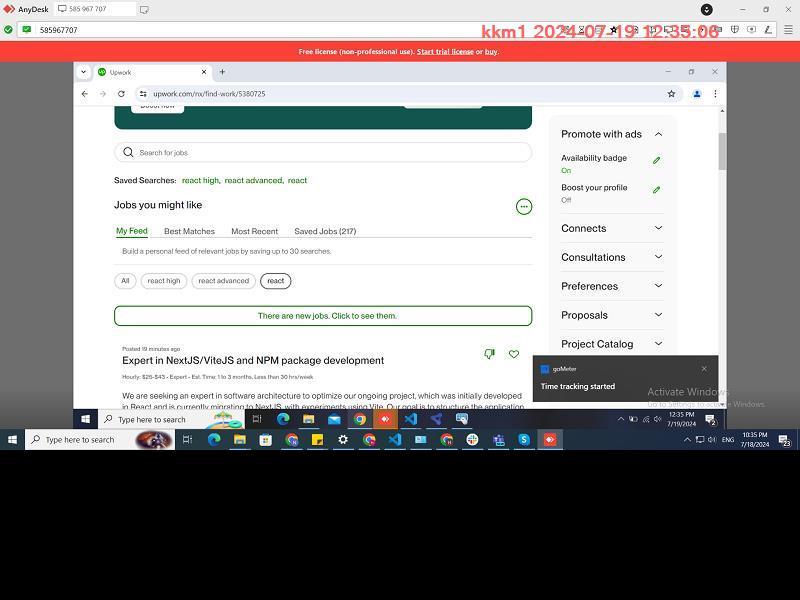 AnyDesk
585 967 707
585967707
kkm1 2024-07-19 12:35:06
Free license (non-professional use). Start trial license or buy.
Upwork
upwork.com/nx/find-work/5380725
Boost now
Search for jobs
Saved Searches: react high, react advanced, react
Jobs you might like
My Feed Best Matches Most Recent Saved Jobs (217)
Build a personal feed of relevant jobs by saving up to 30 searches.
All react high react advanced react
There are new jobs. Click to see them.
Posted 19 minutes ago
Expert in NextJS/ViteJS and NPM package development
Hourly: $25-$43 - Expert - Est. Time: 1 to 3 months, Less than 30 hrs/week
We are seeking an expert in software architecture to optimize our ongoing project, which was initially developed
in React and is currently migrating to NextJS, with experiments using Vite. Our goal is to structure the application
Promote with ads
Availability badge
On
Boost your profile
Off
Connects
Consultations
Preferences
Proposals
Project Catalog
goMeter
Time tracking started
Activate Windows
Go to Settings to activate Windows.
Type here to search
12:35 PM
7/19/2024
2
Type here to search
ENG
10:35 PM
7/18/2024
23